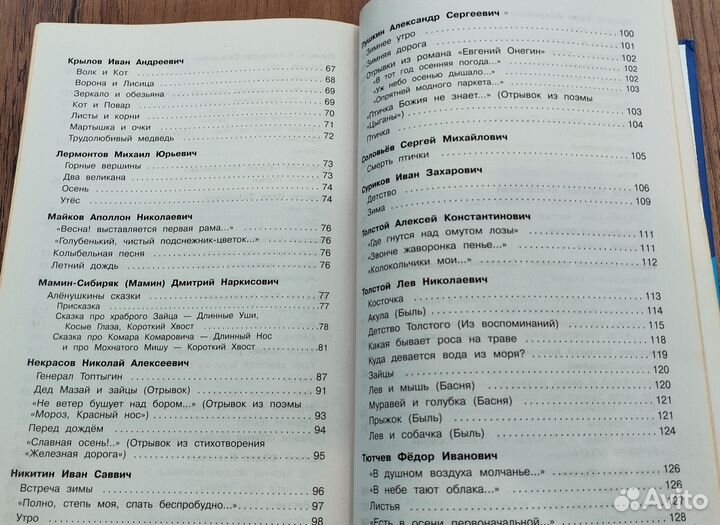 Крылов Иван Андреевич
Волк и Кот 67
Ворона и Лисица 68
Зеркало и обезьяна 69
Кот и Повар 69
Листы и корни 70
Мартышка и очки 71
Трудолюбивый медведь 72
Лермонтов Михаил Юрьевич
Горные вершины 73
Два великана 73
Осень 74
Утёс 74
Майков Аполлон Николаевич
«Весна! выставляется первая рама...» 76
«Голубенький, чистый подснежник-цветок...» 76
Колыбельная песня 76
Летний дождь 76
Мамин-Сибиряк (Мамин) Дмитрий Наркисович
Алёнушкины сказки 77
Присказка 77
Сказка про храброго Зайца — Длинные Уши,
Косые Глаза, Короткий Хвост 78
Сказка про Комара Комаровича — Длинный Нос
и про Мохнатого Мишу — Короткий Хвост 81
Некрасов Николай Алексеевич
Генерал Топтыгин 87
Дед Мазай и зайцы (Отрывок) 91
«Не ветер бушует над бором...» (Отрывок из поэмы
«Мороз, Красный нос») 93
Перед дождём 94
«Славная осень!..» (Отрывок из стихотворения
«Железная дорога») 95
Никитин Иван Саввич
Встреча зимы 96
«Полно, степь моя, спать беспробудно...» 97
Утро 98
Пушкин Александр Сергеевич
Зимнее утро 100
Зимняя дорога 101
Отрывки из романа «Евгений Онегин» 102
«В тот год осенняя погода...» 102
«Уж небо осенью дышало...» 102
«Опрятней модного паркета...» 103
«Птичка Божия не знает...» (Отрывок из поэмы
«Цыганы») 103
Птичка 104
Соловьёв Сергей Михайлович
Смерть птички 105
Суриков Иван Захарович
Детство 106
Зима 109
Толстой Алексей Константинович
«Где гнутся над омутом лозы» 111
«Звонче жаворонка пенье...» 111
«Колокольчики мои...» 112
Толстой Лев Николаевич
Косточка 113
Акула (Быль) 114
Детство Толстого (Из воспоминаний) 115
Какая бывает роса на траве 118
Куда девается вода из моря? 119
Зайцы 120
Лев и мышь (Басня) 120
Муравей и голубка (Басня) 121
Прыжок (Быль) 121
Лев и собачка (Быль) 124
Тютчев Фёдор Иванович
«В душном воздуха молчанье...» 126
«В небе тают облака...» 126
Листья 127
«Есть в осени первоначальной...» 128
Avito